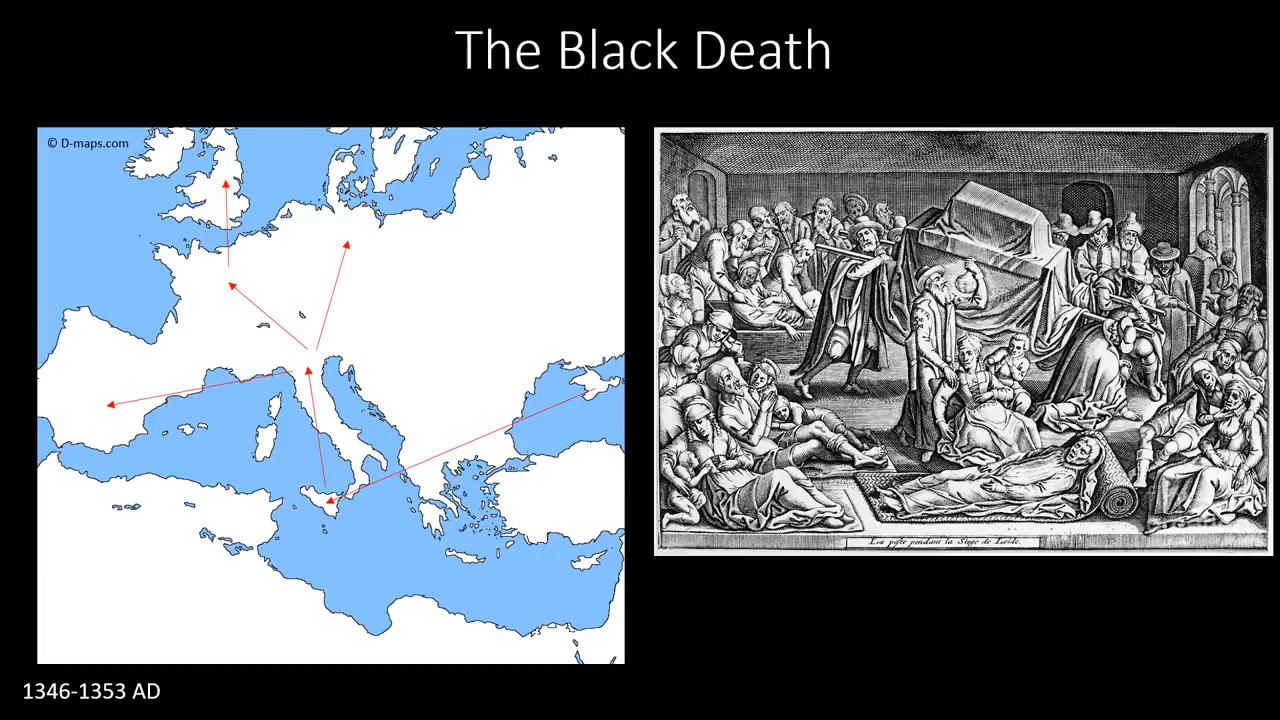 The Black Death
© D-maps.com
La peste pendant la Siege de Leide.
1346-1353 AD